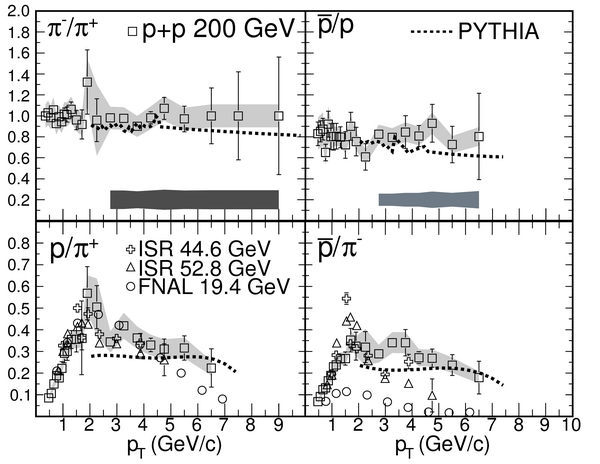 2.0
1.8
1.6
1.4
1.2
1.0
0.8
0.6
0.4
0.2
π⁻/π⁺
p+p 200 GeV
p̅/p
PYTHIA
0.8
0.7
0.6
0.5
0.4
0.3
0.2
0.1
p/π⁺
ISR 44.6 GeV
ISR 52.8 GeV
FNAL 19.4 GeV
p̅/π⁻
1 2 3 4 5 6 7 8 9
1 2 3 4 5 6 7 8 9 10
p_T (GeV/c)
p_T (GeV/c)